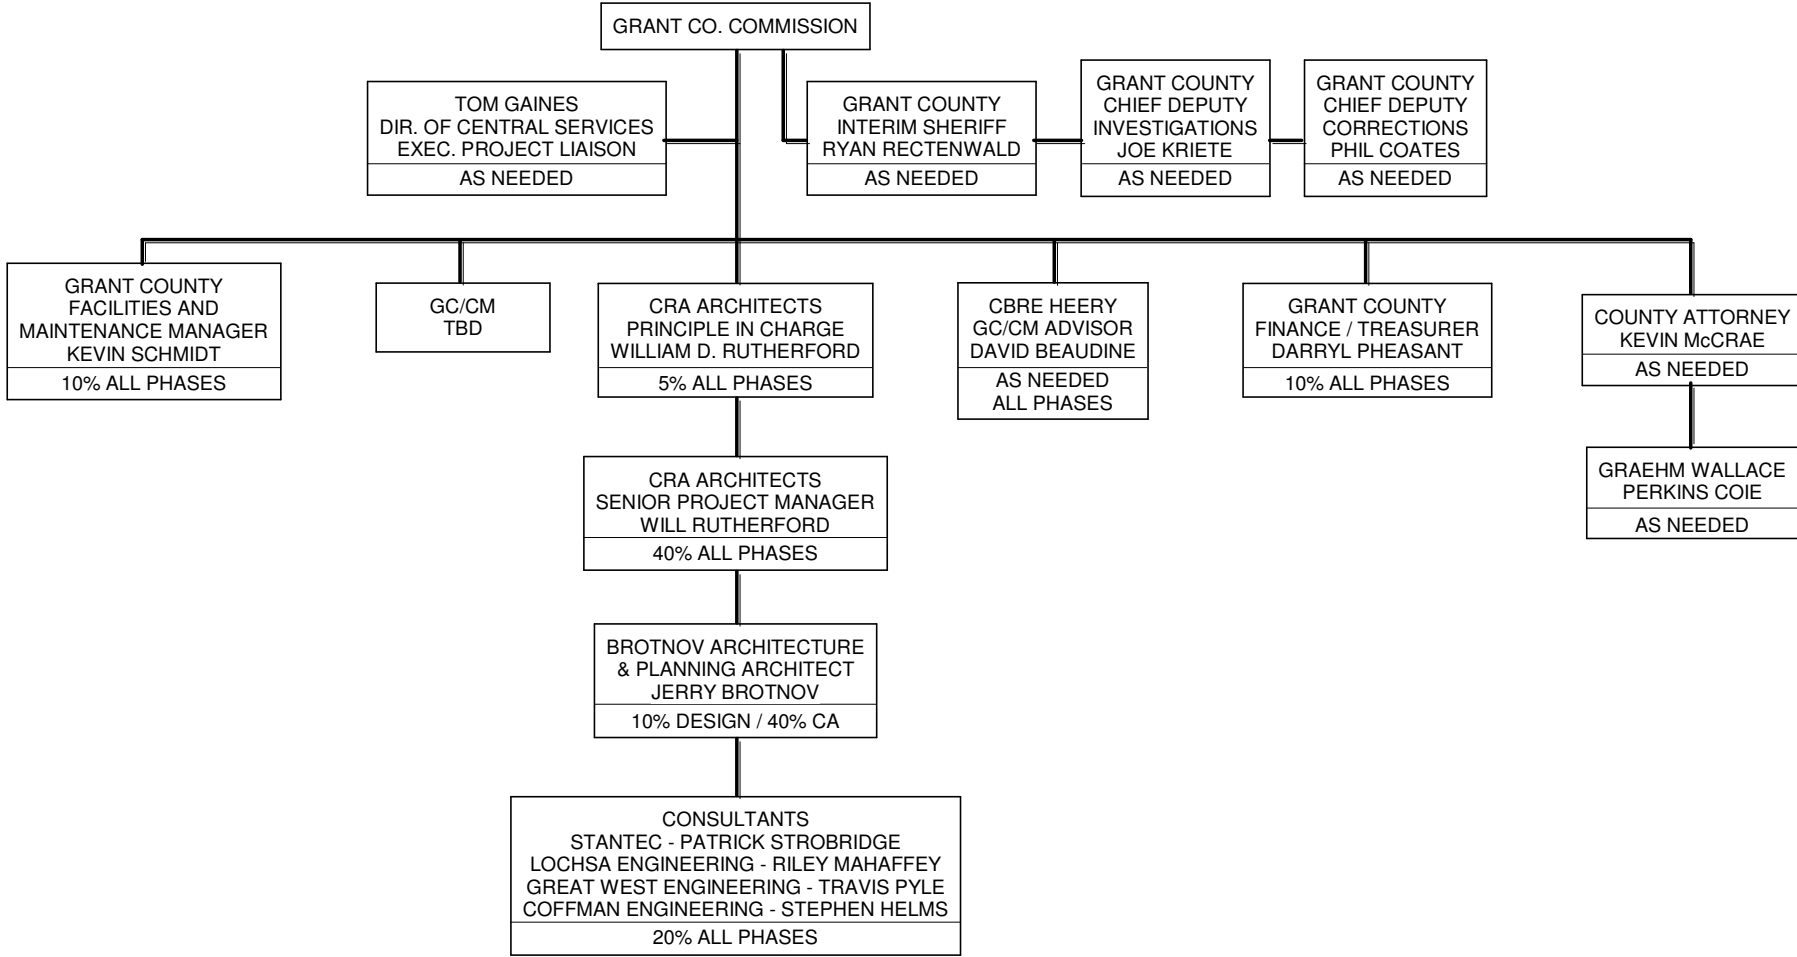 GRANT CO. COMMISSION
TOM GAINES
DIR. OF CENTRAL SERVICES
EXEC. PROJECT LIAISON
AS NEEDED
GRANT COUNTY
INTERIM SHERIFF
RYAN RECTENWALD
AS NEEDED
GRANT COUNTY
CHIEF DEPUTY
INVESTIGATIONS
JOE KRIETE
AS NEEDED
GRANT COUNTY
CHIEF DEPUTY
CORRECTIONS
PHIL COATES
AS NEEDED
GRANT COUNTY
FACILITIES AND
MAINTENANCE MANAGER
KEVIN SCHMIDT
10% ALL PHASES
GC/CM
TBD
CRA ARCHITECTS
PRINCIPLE IN CHARGE
WILLIAM D. RUTHERFORD
5% ALL PHASES
CBRE HEERY
GC/CM ADVISOR
DAVID BEAUDINE
AS NEEDED
ALL PHASES
GRANT COUNTY
FINANCE / TREASURER
DARRYL PHEASANT
10% ALL PHASES
COUNTY ATTORNEY
KEVIN McCRAE
AS NEEDED
GRAEHM WALLACE
PERKINS COIE
AS NEEDED
CRA ARCHITECTS
SENIOR PROJECT MANAGER
WILL RUTHERFORD
40% ALL PHASES
BROTNOV ARCHITECTURE
& PLANNING ARCHITECT
JERRY BROTNOV
10% DESIGN / 40% CA
CONSULTANTS
STANTEC - PATRICK STROBRIDGE
LOCHSA ENGINEERING - RILEY MAHAFFEY
GREAT WEST ENGINEERING - TRAVIS PYLE
COFFMAN ENGINEERING - STEPHEN HELMS
20% ALL PHASES